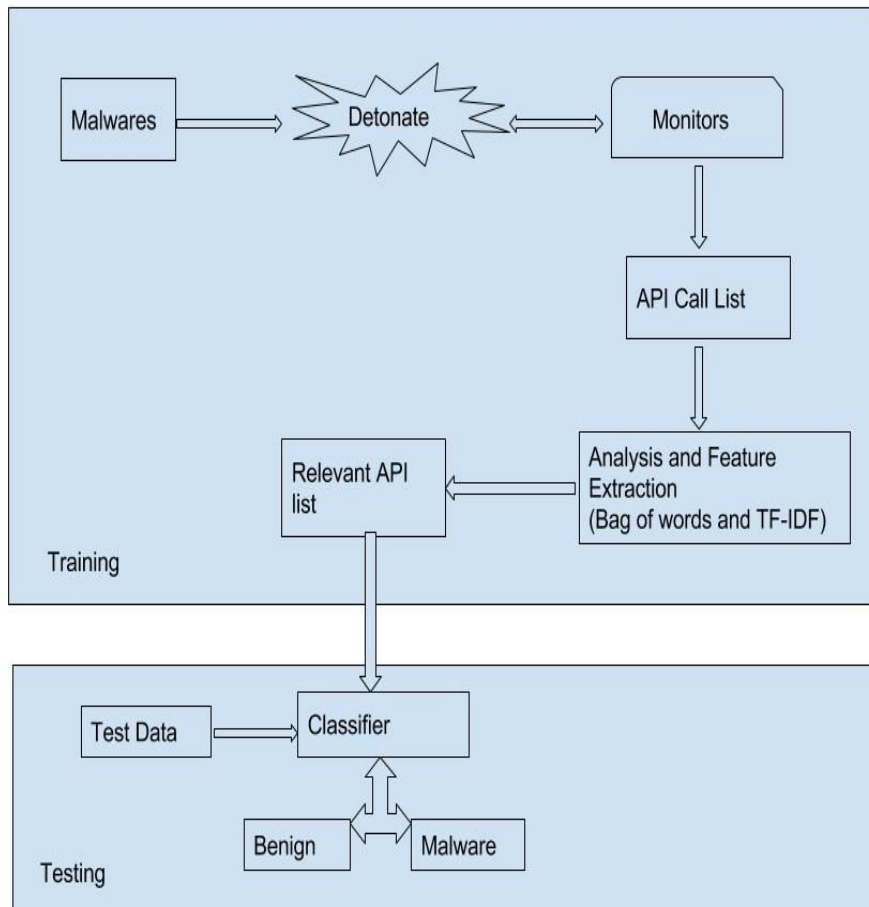 Malwares
Detonate
Monitors
API Call List
Analysis and Feature
Extraction
(Bag of words and TF-IDF)
Relevant API
list
Training
Test Data
Classifier
Benign
Malware
Testing